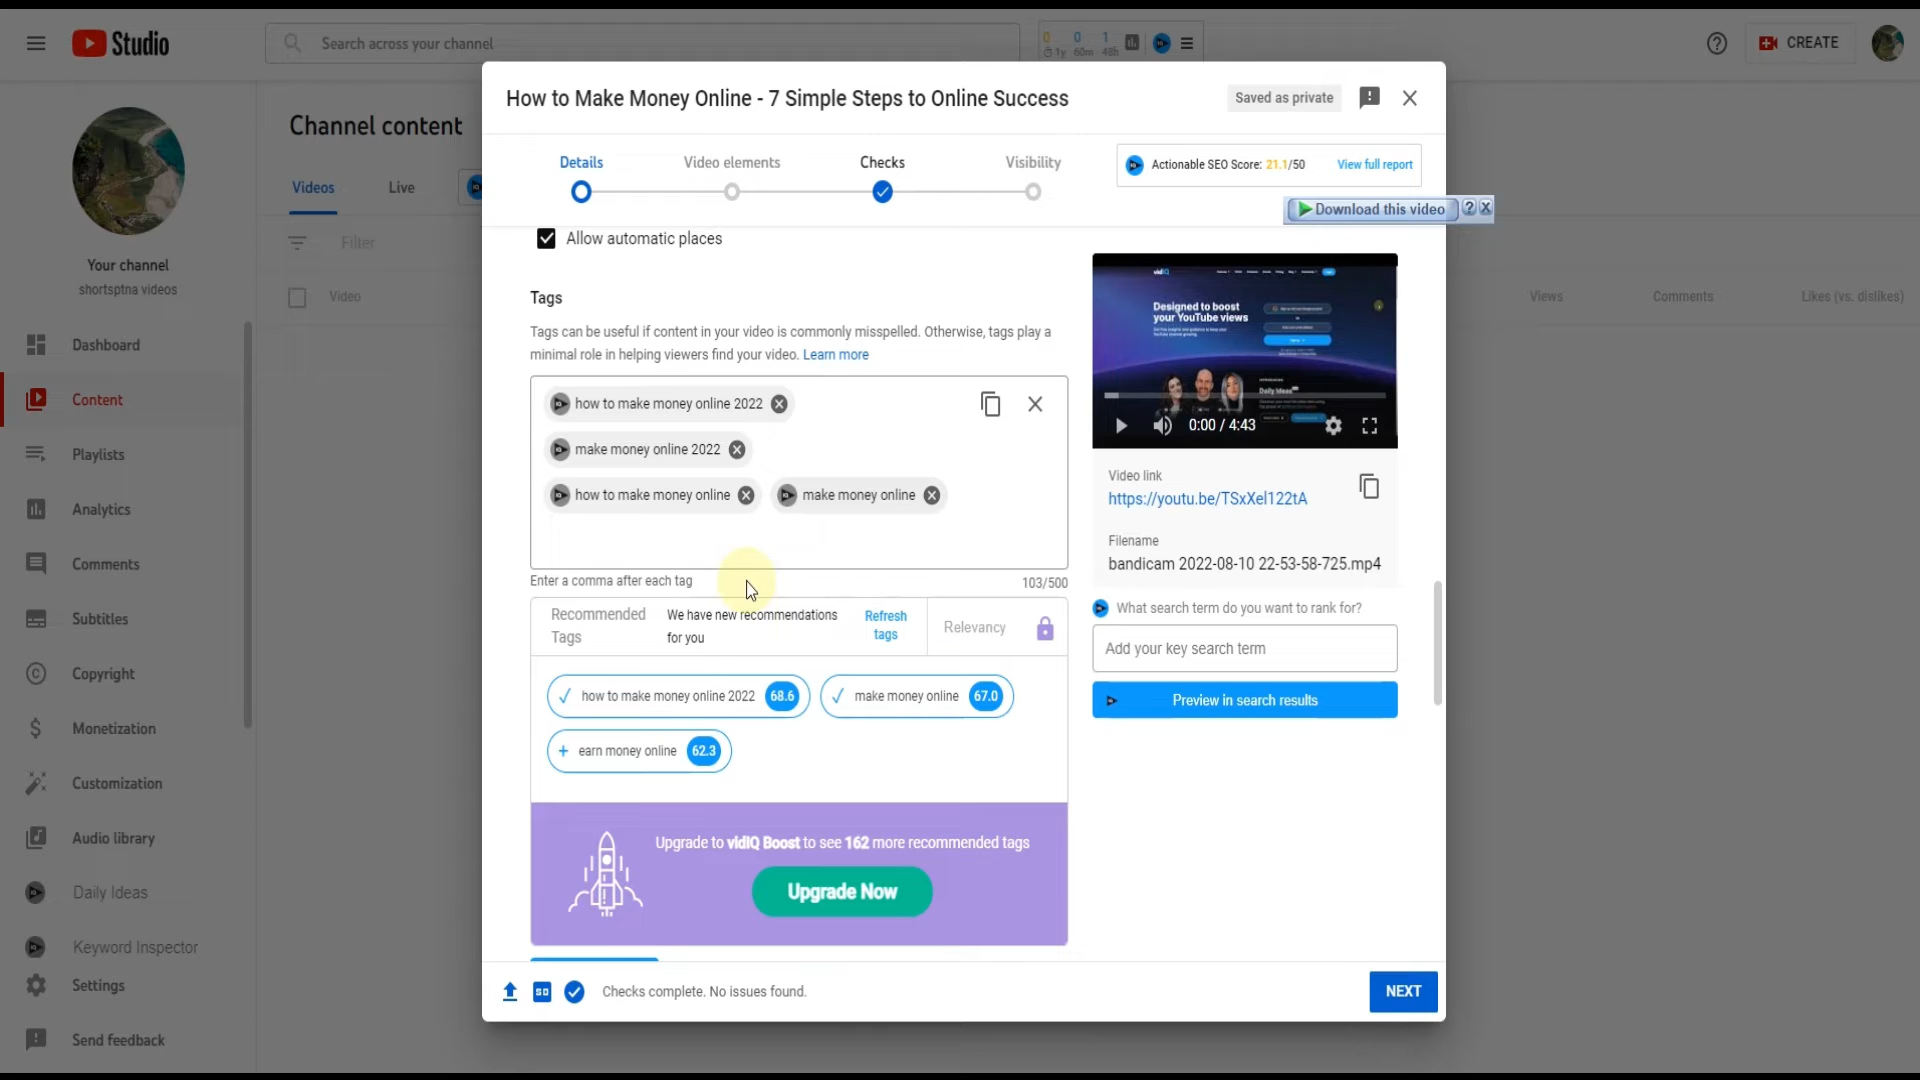 Studio
Search across your channel
0 0 1
1y 60m 48h
CREATE
How to Make Money Online - 7 Simple Steps to Online Success
Saved as private
Channel content
Details
Video elements
Checks
Visibility
Actionable SEO Score: 21.1/50
View full report
Videos
Live
Download this video
Filter
Allow automatic places
Your channel
shortsptna videos
Video
Views
Comments
Likes (vs. dislikes)
Tags
Tags can be useful if content in your video is commonly misspelled. Otherwise, tags play a
minimal role in helping viewers find your video. Learn more
vidIQ
Designed to boost
your YouTube views
Daily Ideas
0:00 / 4:43
Dashboard
Content
Playlists
Analytics
Comments
Subtitles
Copyright
Monetization
Customization
Audio library
Daily Ideas
Keyword Inspector
Settings
Send feedback
how to make money online 2022
make money online 2022
how to make money online
make money online
Enter a comma after each tag
103/500
Video link
https://youtu.be/TSxXel122tA
Filename
bandicam 2022-08-10 22-53-58-725.mp4
What search term do you want to rank for?
Add your key search term
Preview in search results
Recommended
Tags
We have new recommendations
for you
Refresh
tags
Relevancy
how to make money online 2022 68.6
make money online 67.0
+ earn money online 62.3
Upgrade to vidIQ Boost to see 162 more recommended tags
Upgrade Now
SD
Checks complete. No issues found.
NEXT